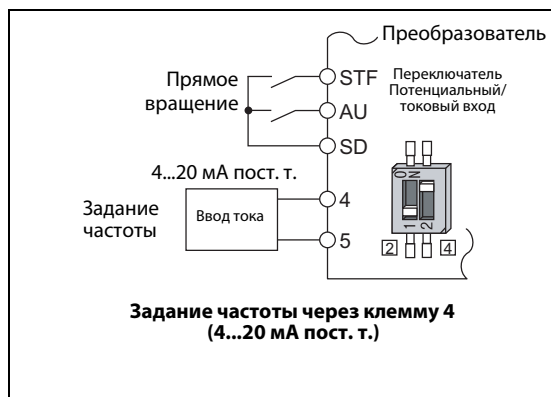 Преобразователь
Прямое
вращение
STF
AU
SD
Переключатель
Потенциальный/
токовый вход
4...20 мА пост. т.
Задание
частоты
Ввод тока
4
5
ON
1 2
2 4
Задание частоты через клемму 4
(4...20 мА пост. т.)